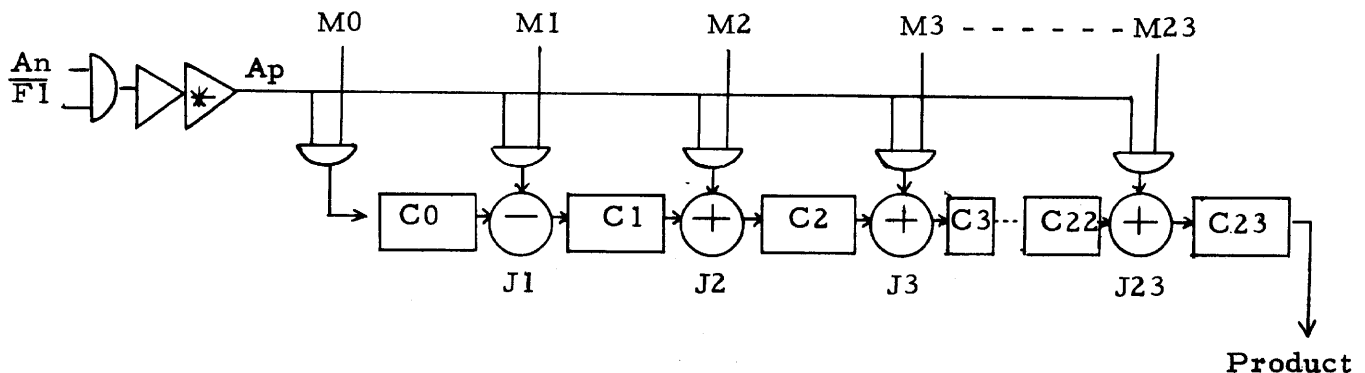 M0 M1 M2 M3 - - - - - - M23
An
F1
Ap
C0 − C1 + C2 + C3 ... C22 + C23
J1 J2 J3 J23
Product